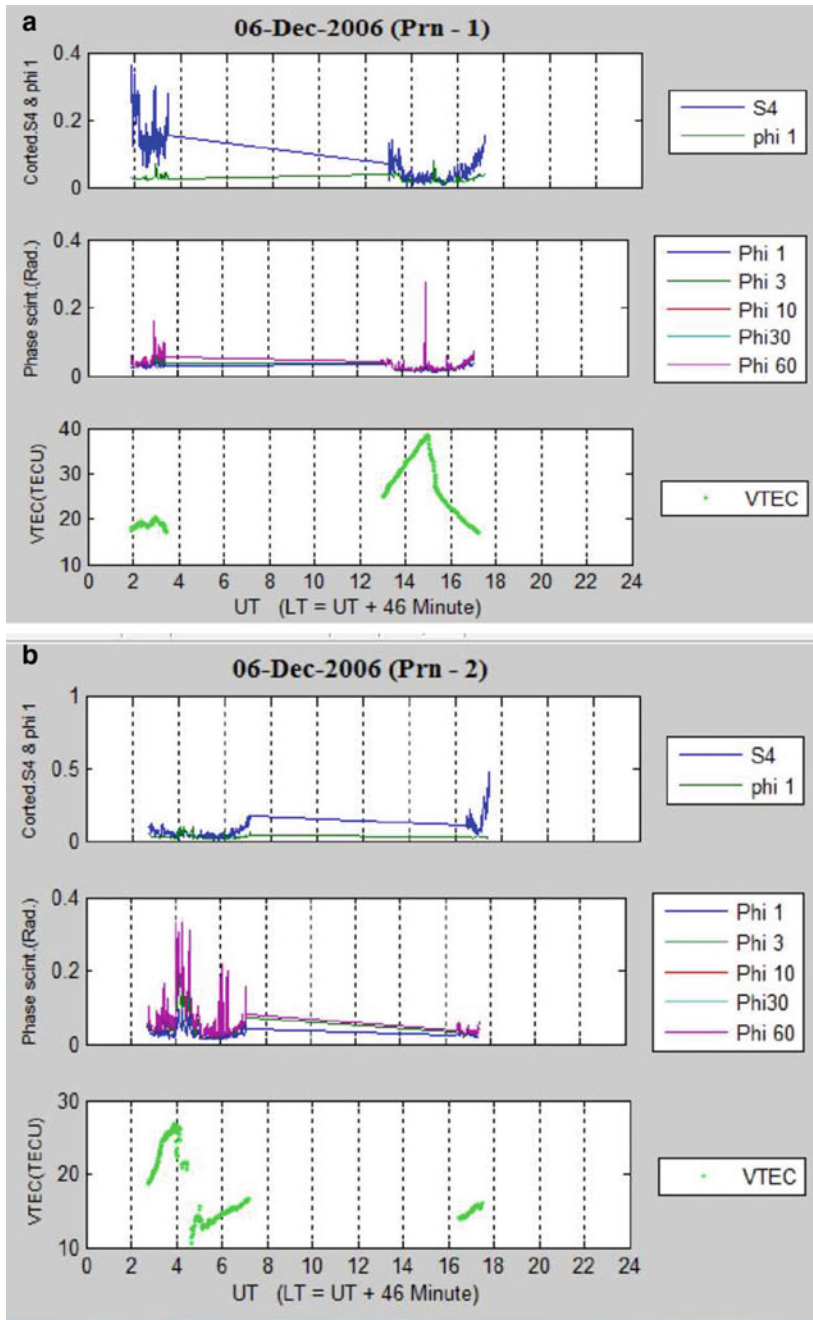 a
06-Dec-2006 (Prn - 1)
Corted.S4 & phi 1
0.4
0.2
0
S4
phi 1
Phase scint.(Rad.)
0.4
0.2
0
Phi 1
Phi 3
Phi 10
Phi30
Phi 60
VTEC(TECU)
40
30
20
10
VTEC
0 2 4 6 8 10 12 14 16 18 20 22 24
UT (LT = UT + 46 Minute)
b
06-Dec-2006 (Prn - 2)
Corted.S4 & phi 1
1
0.5
0
S4
phi 1
Phase scint.(Rad.)
0.4
0.2
0
Phi 1
Phi 3
Phi 10
Phi30
Phi 60
VTEC(TECU)
30
20
10
VTEC
0 2 4 6 8 10 12 14 16 18 20 22 24
UT (LT = UT + 46 Minute)